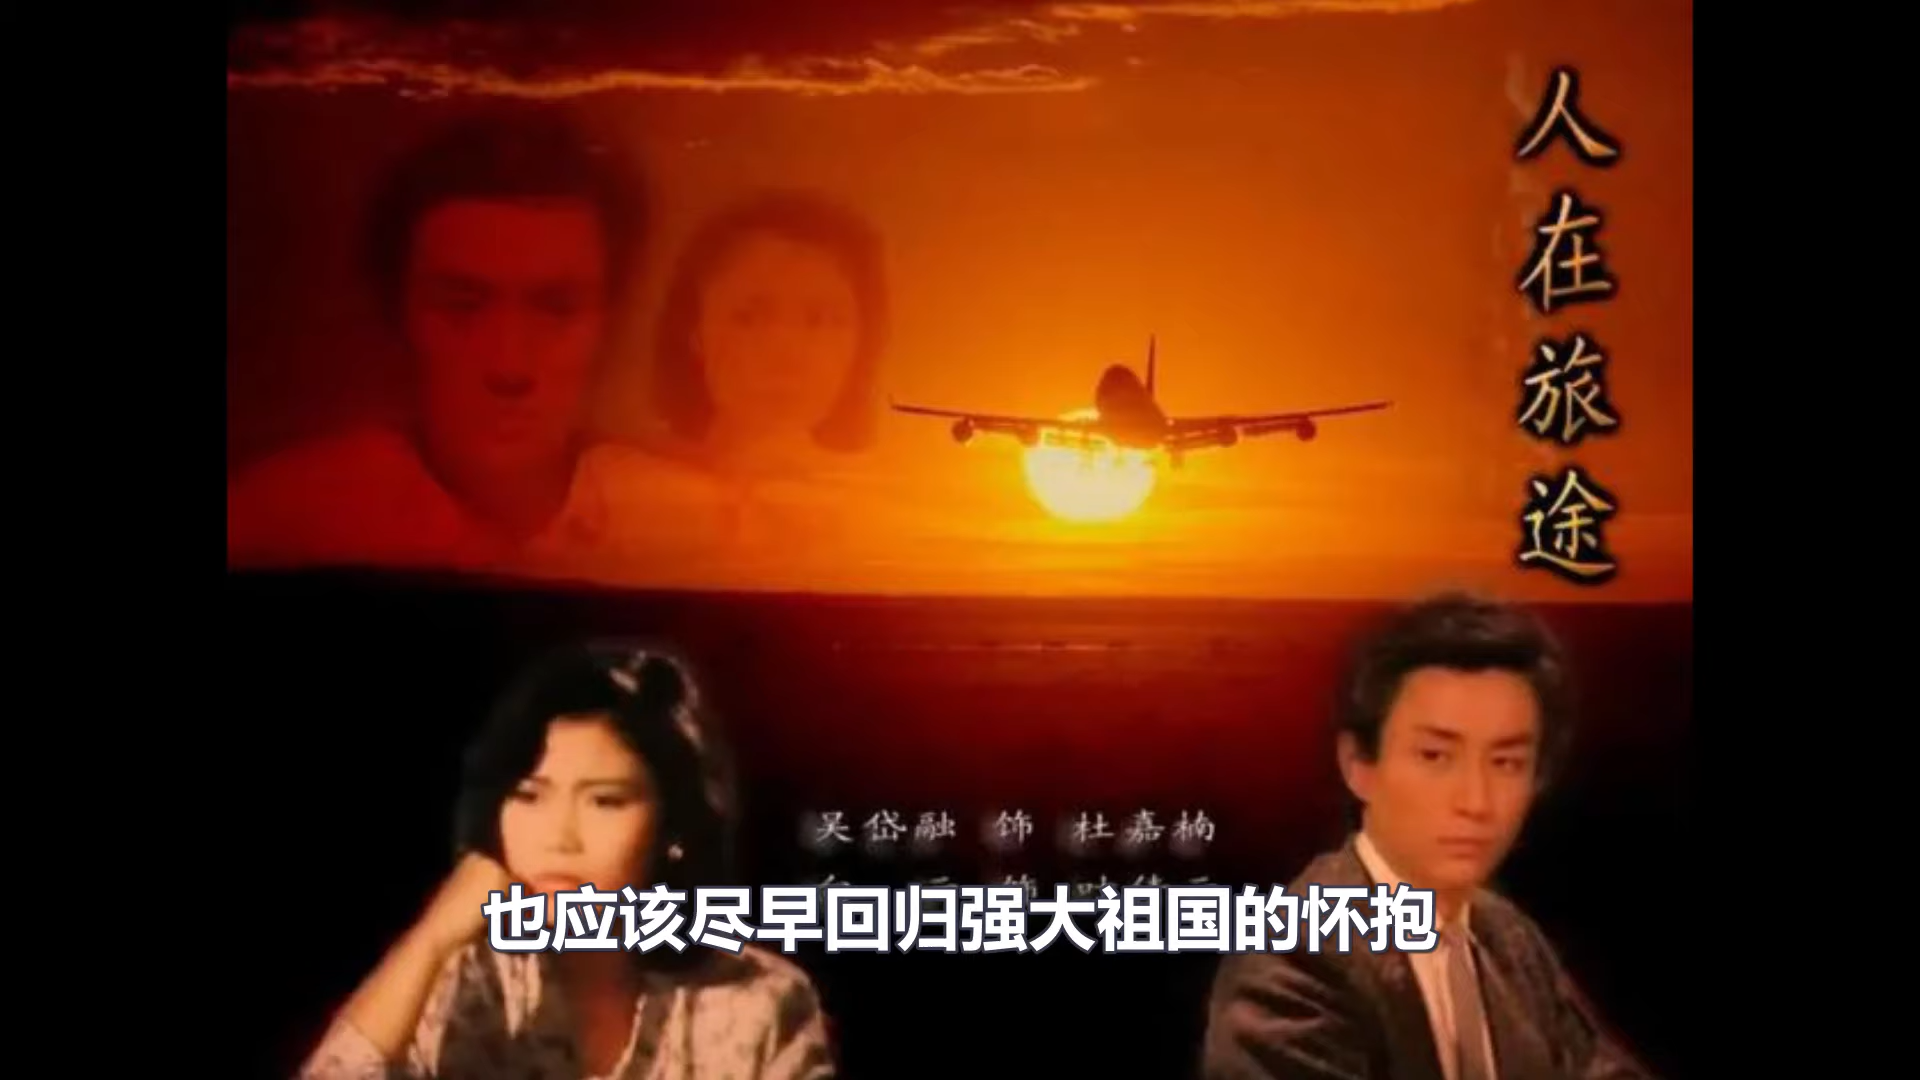 人在旅途
吴岱融 饰 杜嘉楠
也应该尽早回归强大祖国的怀抱